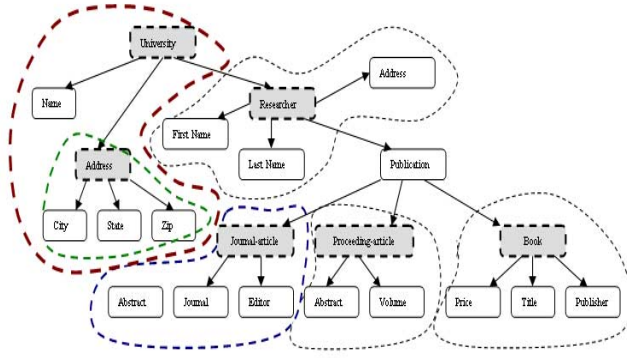 University
Name
Researcher
Address
First Name
Last Name
Address
Publication
City
State
Zip
Journal-article
Proceeding-article
Book
Abstract
Journal
Editor
Abstract
Volume
Price
Title
Publisher